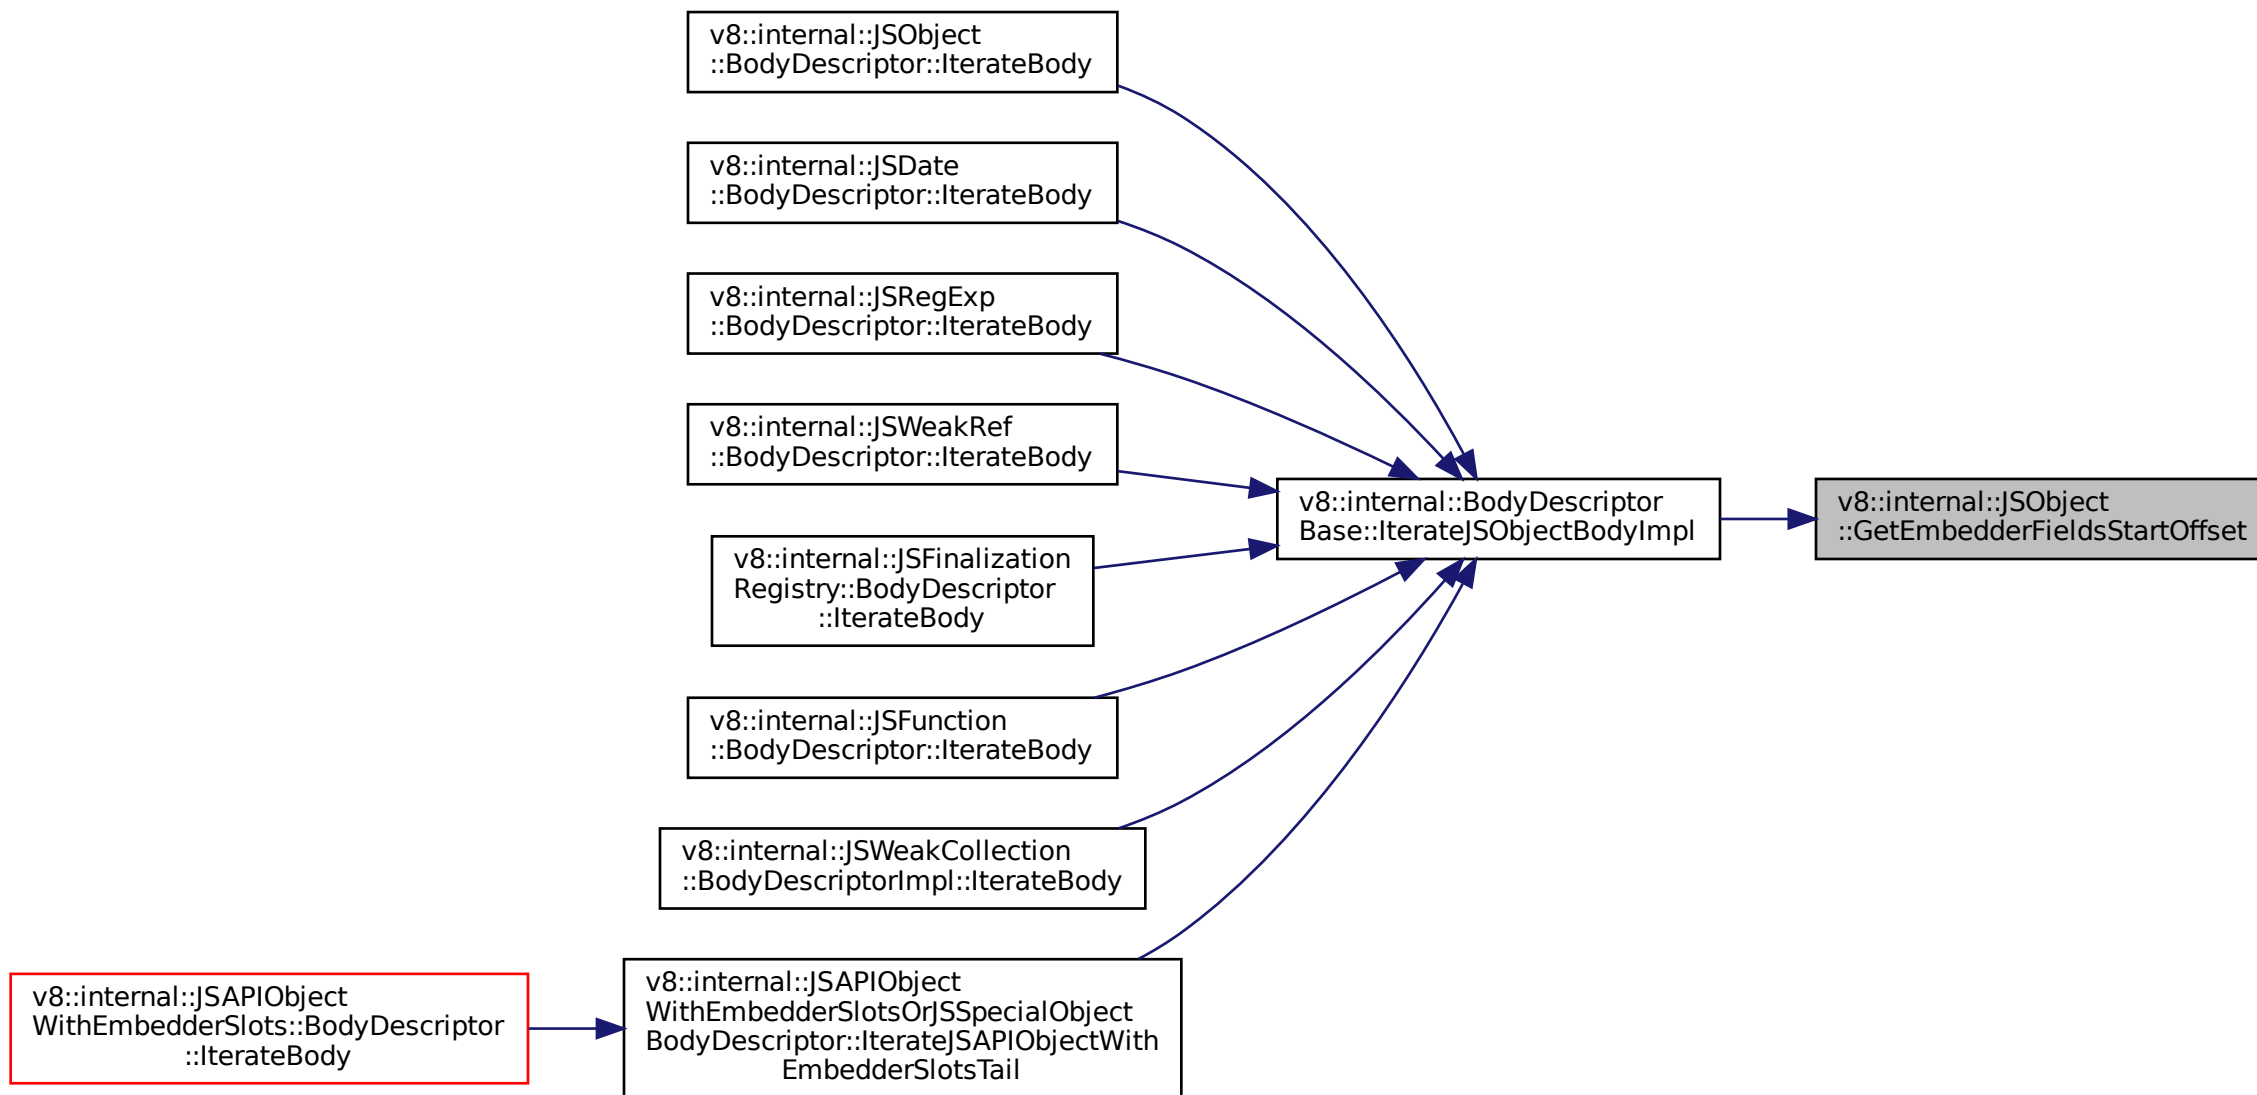 v8::internal::JSObject
::BodyDescriptor::IterateBody
v8::internal::JSDate
::BodyDescriptor::IterateBody
v8::internal::JSRegExp
::BodyDescriptor::IterateBody
v8::internal::JSWeakRef
::BodyDescriptor::IterateBody
v8::internal::JSFinalization
Registry::BodyDescriptor
::IterateBody
v8::internal::JSFunction
::BodyDescriptor::IterateBody
v8::internal::JSWeakCollection
::BodyDescriptorImpl::IterateBody
v8::internal::JSAPIObject
WithEmbedderSlots::BodyDescriptor
::IterateBody
v8::internal::JSAPIObject
WithEmbedderSlotsOrJSSpecialObject
BodyDescriptor::IterateJSAPIObjectWith
EmbedderSlotsTail
v8::internal::BodyDescriptor
Base::IterateJSObjectBodyImpl
v8::internal::JSObject
::GetEmbedderFieldsStartOffset